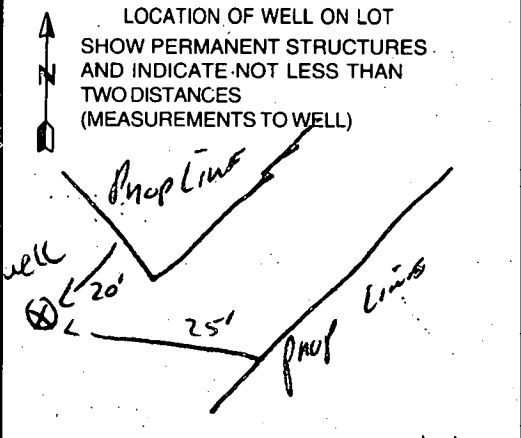 LOCATION OF WELL ON LOT
SHOW PERMANENT STRUCTURES
N AND INDICATE NOT LESS THAN
TWO DISTANCES
(MEASUREMENTS TO WELL)
Prop Line
well
20'
25'
prop Line